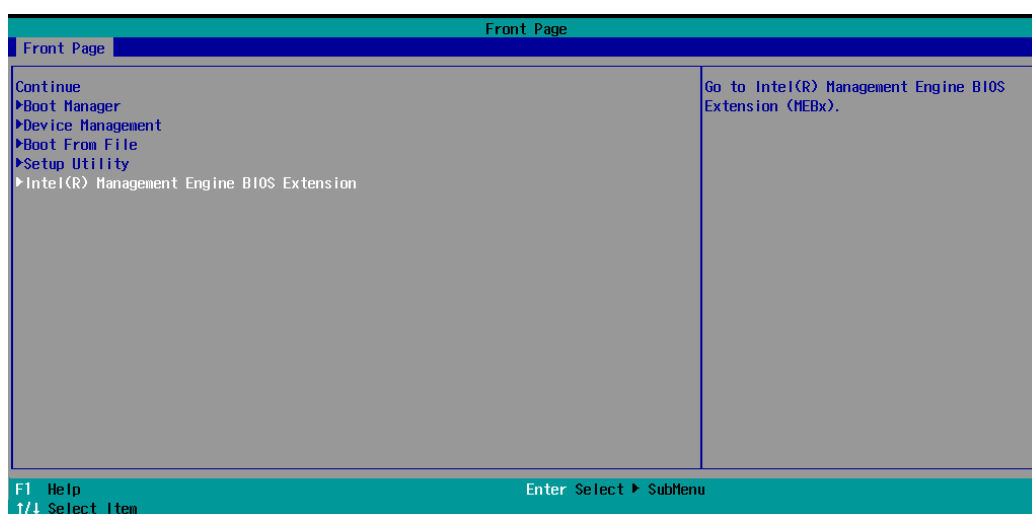 Front Page
Front Page
Continue
▶Boot Manager
▶Device Management
▶Boot From File
▶Setup Utility
▶Intel(R) Management Engine BIOS Extension
Go to Intel(R) Management Engine BIOS
Extension (MEBx).
F1 Help
Enter Select ▶ SubMenu
↑/↓ Select Item